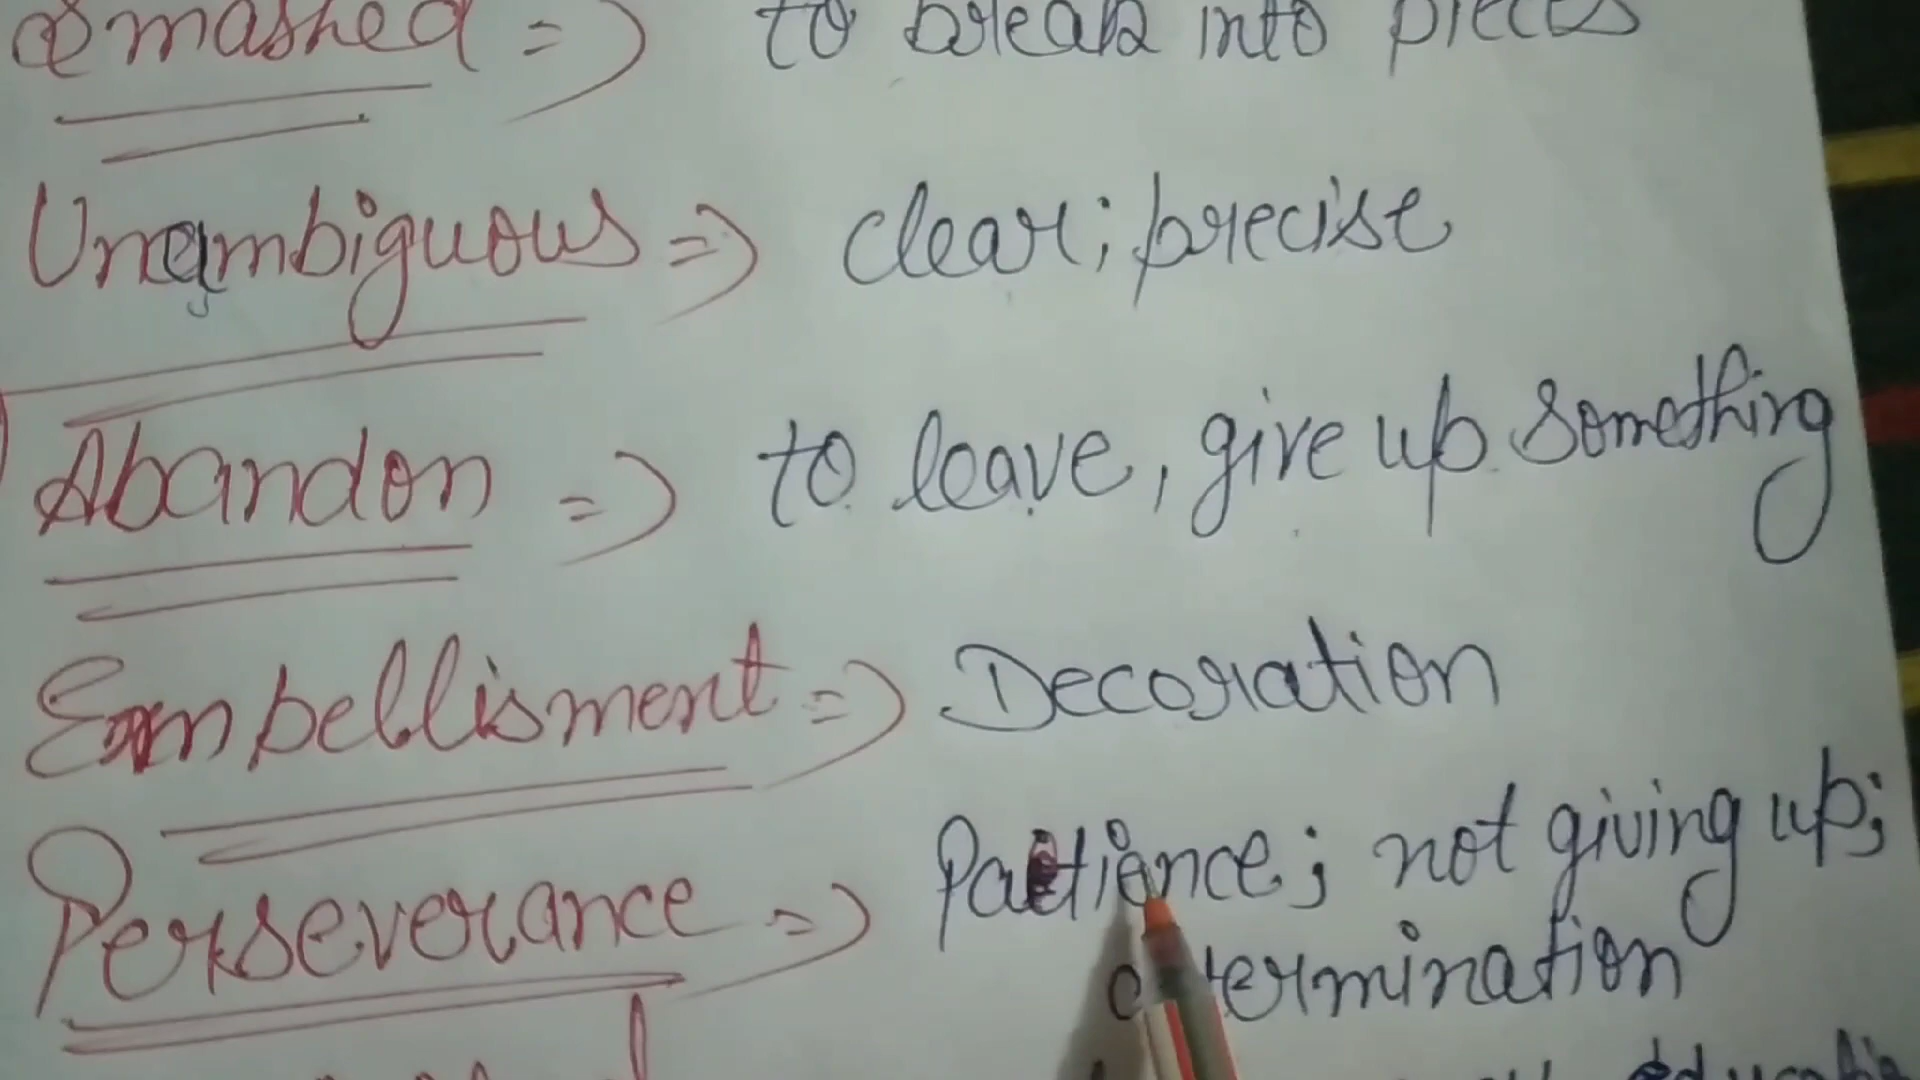 Smashed => to break into pieces
Unambiguous => clear; precise
Abandon => to leave, give up something
Embellisment => Decoration
Perseverance => Patience; not giving up;
determination